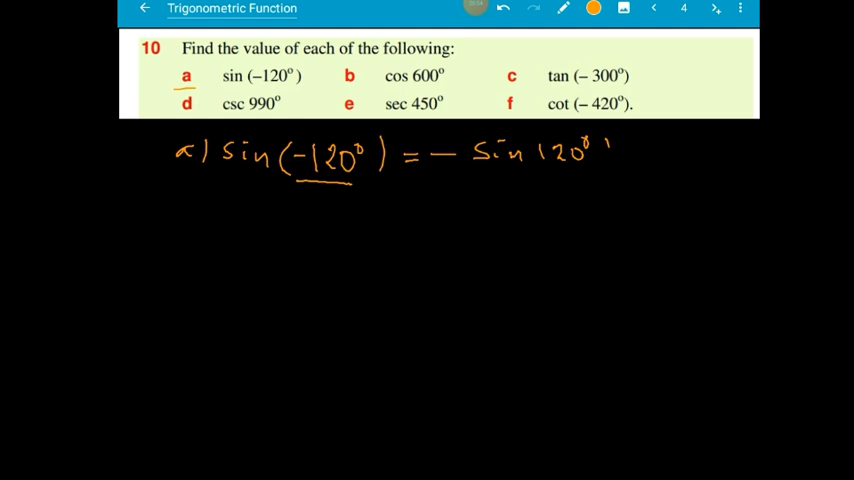 Trigonometric Function
4
10 Find the value of each of the following:
a sin (−120°) b cos 600° c tan (− 300°)
d csc 990° e sec 450° f cot (− 420°).
a) sin (−120°) = − sin 120°